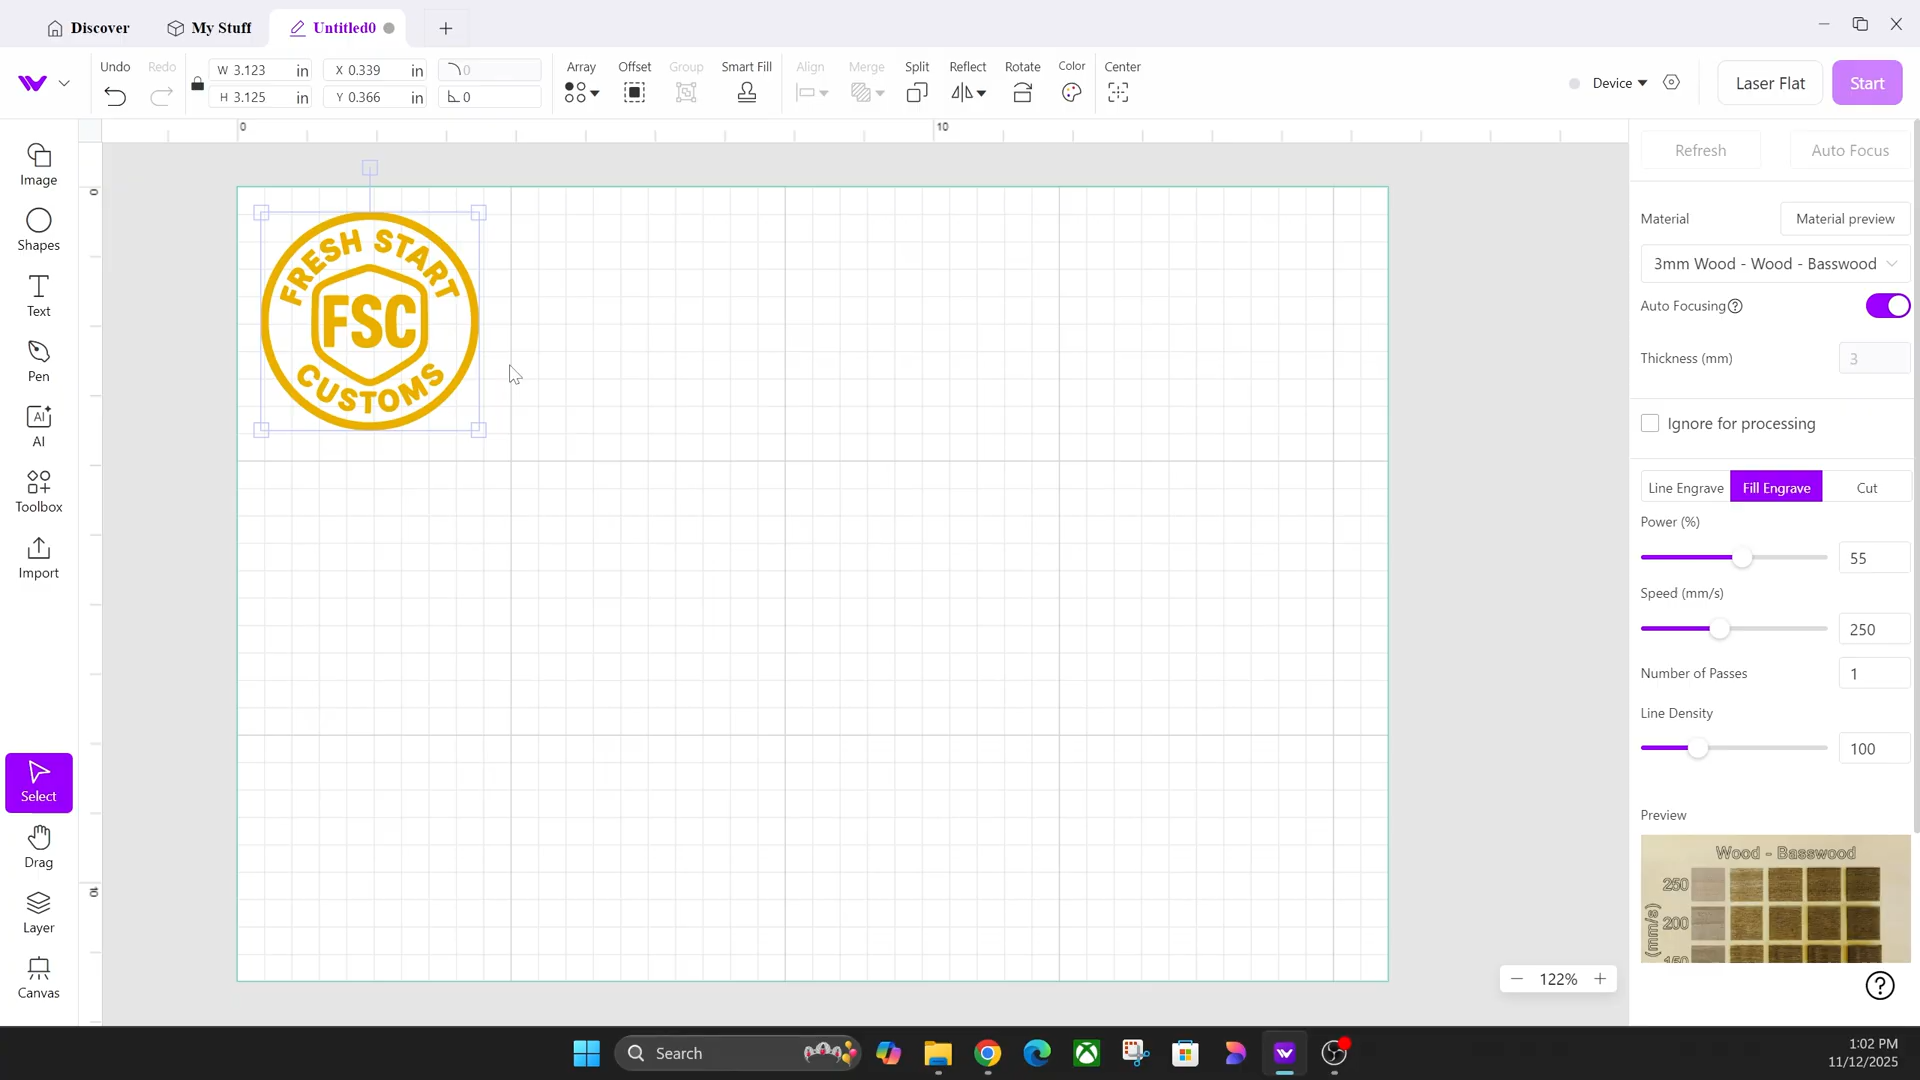 Discover My Stuff Untitled0
Undo Redo W 3.123 in X 0.339 in 0 Array Offset Group Smart Fill Align Merge Split Reflect Rotate Color Center Device Laser Flat Start
H 3.125 in Y 0.366 in 0
0 10
0
10
Image
Shapes
Text
Pen
AI
AI
Toolbox
Import
Select
Drag
Layer
Canvas
FRESH START
FSC
CUSTOMS
Refresh Auto Focus
Material Material preview
3mm Wood - Wood - Basswood
Auto Focusing ?
Thickness (mm) 3
Ignore for processing
Line Engrave Fill Engrave Cut
Power (%)
55
Speed (mm/s)
250
Number of Passes 1
Line Density
100
Preview
Wood - Basswood
250
200
150
(mm/s)
122%
?
Search
1:02 PM
11/12/2025